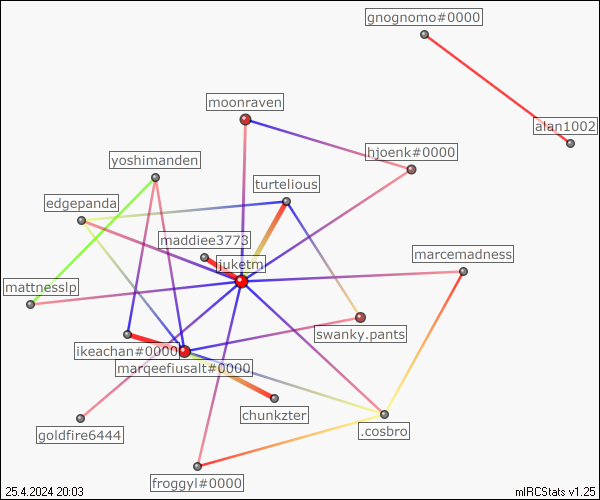 gnognomo#0000
moonraven
alan1002
hjoenk#0000
yoshimanden
turtelious
edgepanda
maddiee3773
marcemadness
juketm
mattnesslp
swanky.pants
ikeachan#0000
marqeefiusalt#0000
chunkzter
goldfire6444
.cosbro
froggyl#0000
25.4.2024 20:03
mIRCStats v1.25